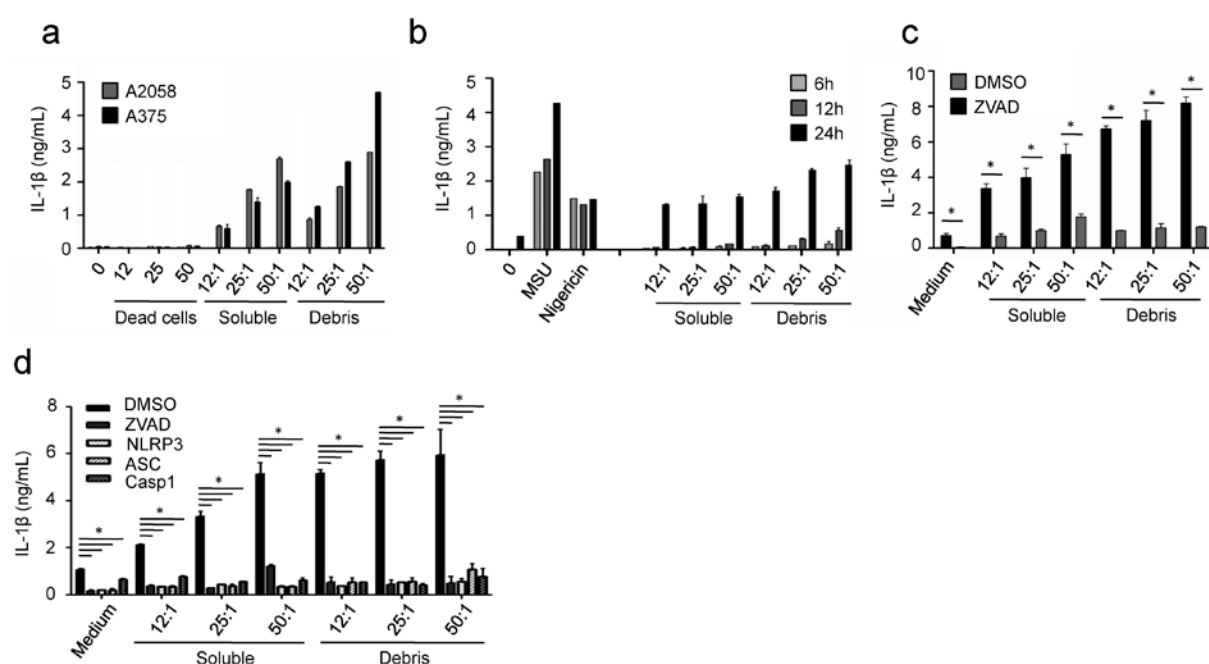 a
A2058
A375
IL-1β (ng/mL)
5
4
3
2
1
0
0
12
25
50
12:1
25:1
50:1
12:1
25:1
50:1
Dead cells
Soluble
Debris
b
6h
12h
24h
IL-1β (ng/mL)
5
4
3
2
1
0
0
MSU
Nigericin
12:1
25:1
50:1
12:1
25:1
50:1
Soluble
Debris
c
DMSO
ZVAD
IL-1β (ng/mL)
10
8
6
4
2
0
*
*
*
*
*
*
*
Medium
12:1
25:1
50:1
12:1
25:1
50:1
Soluble
Debris
d
DMSO
ZVAD
NLRP3
ASC
Casp1
IL-1β (ng/mL)
8
6
4
2
0
*
*
*
*
*
*
*
Medium
12:1
25:1
50:1
12:1
25:1
50:1
Soluble
Debris